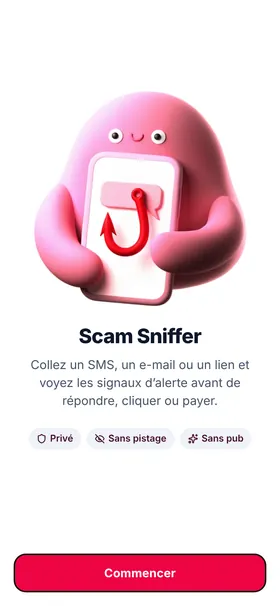 Scam Sniffer
Collez un SMS, un e-mail ou un lien et
voyez les signaux d’alerte avant de
répondre, cliquer ou payer.
Privé
Sans pistage
Sans pub
Commencer